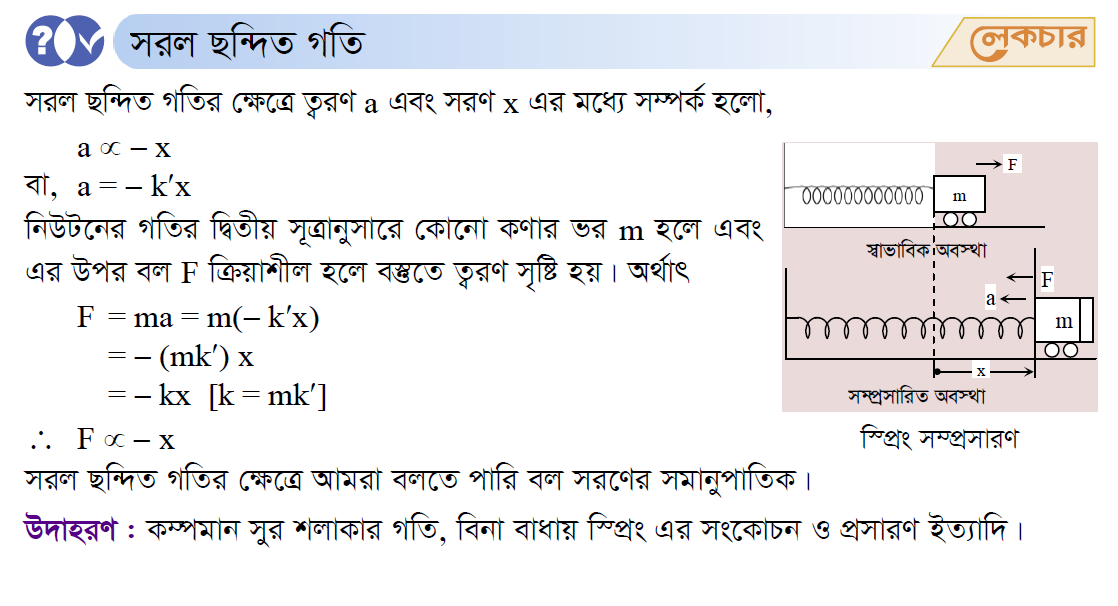 ?
সরল ছন্দিত গতি
লেকচার
সরল ছন্দিত গতির ক্ষেত্রে ত্বরণ a এবং সরণ x এর মধ্যে সম্পর্ক হলো,
a ∝ – x
বা, a = – k′x
নিউটনের গতির দ্বিতীয় সূত্রানুসারে কোনো কণার ভর m হলে এবং
এর উপর বল F ক্রিয়াশীল হলে বস্তুতে ত্বরণ সৃষ্টি হয়। অর্থাৎ
F = ma = m(– k′x)
= – (mk′) x
= – kx [k = mk′]
∴ F ∝ – x
F
m
স্বাভাবিক অবস্থা
F
a
m
x
সম্প্রসারিত অবস্থা
স্প্রিং সম্প্রসারণ
সরল ছন্দিত গতির ক্ষেত্রে আমরা বলতে পারি বল সরণের সমানুপাতিক।
উদাহরণ : কম্পমান সুর শলাকার গতি, বিনা বাধায় স্প্রিং এর সংকোচন ও প্রসারণ ইত্যাদি।